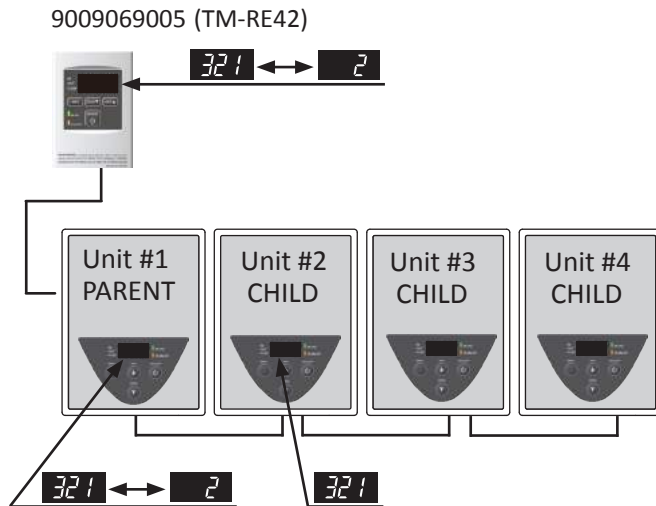 9009069005 (TM-RE42)
321 2
Unit #1
PARENT
Unit #2
CHILD
Unit #3
CHILD
Unit #4
CHILD
321 2
321